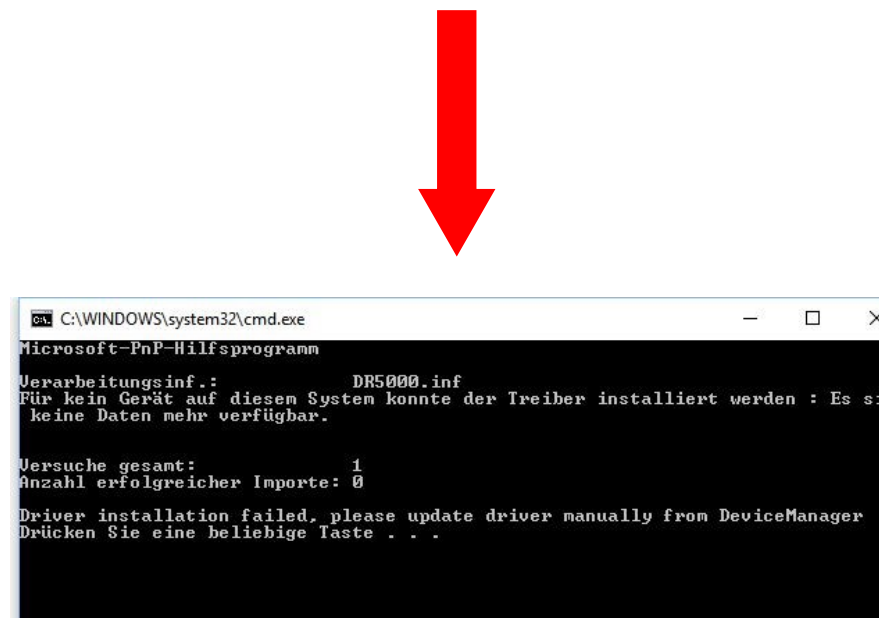 C:\WINDOWS\system32\cmd.exe
Microsoft-PnP-Hilfsprogramm
Verarbeitungsinf.: DR5000.inf
Für kein Gerät auf diesem System konnte der Treiber installiert werden : Es
keine Daten mehr verfügbar.
Versuche gesamt: 1
Anzahl erfolgreicher Importe: 0
Driver installation failed, please update driver manually from DeviceManager
Drücken Sie eine beliebige Taste . . .